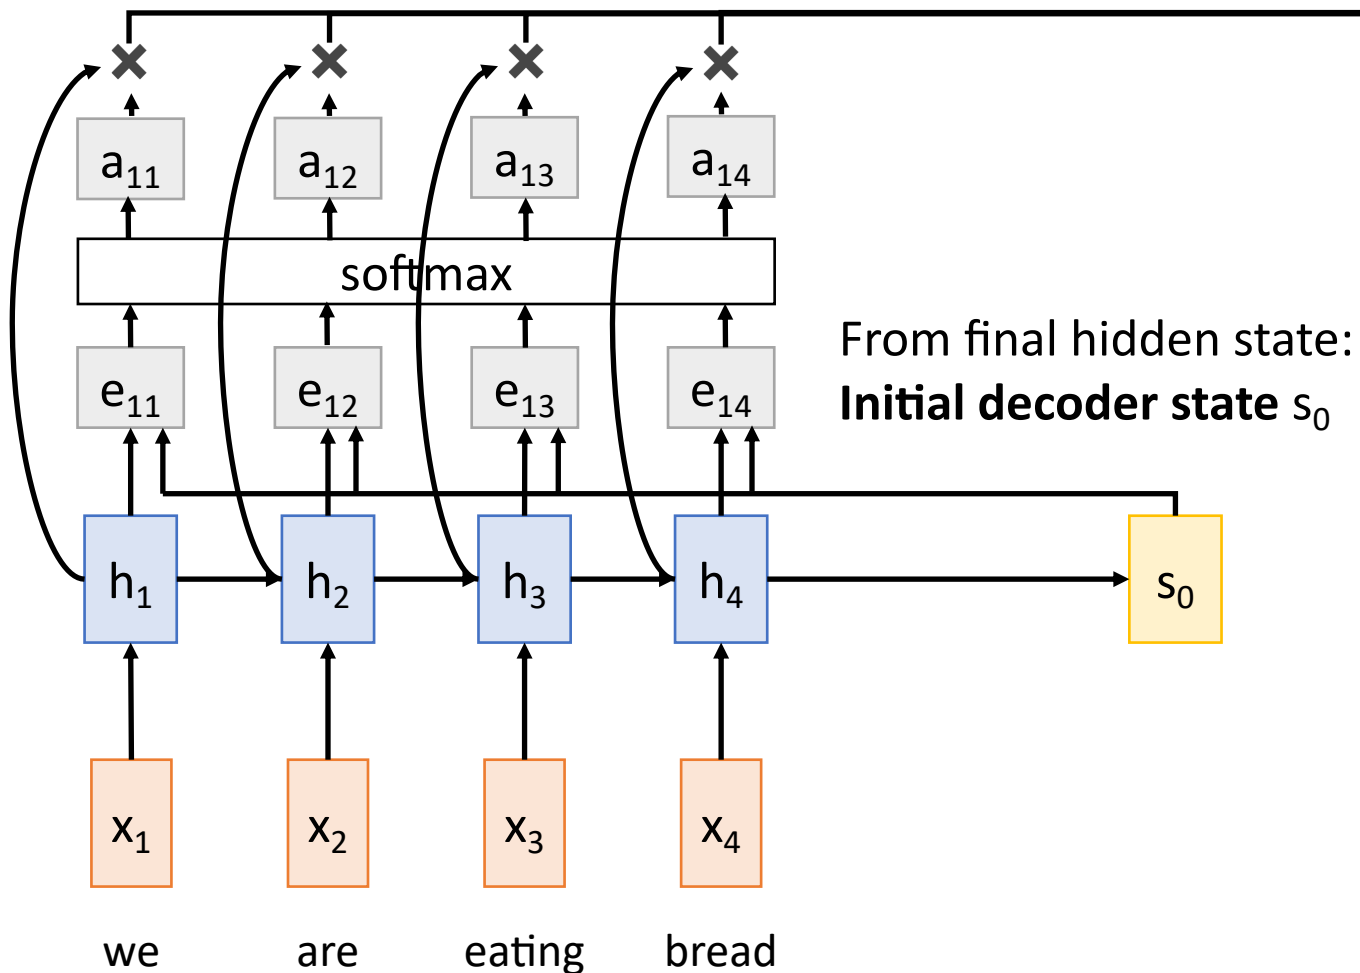 a₁₁ a₁₂ a₁₃ a₁₄
softmax
e₁₁ e₁₂ e₁₃ e₁₄
From final hidden state:
Initial decoder state s₀
h₁ h₂ h₃ h₄ s₀
x₁ x₂ x₃ x₄
we are eating bread